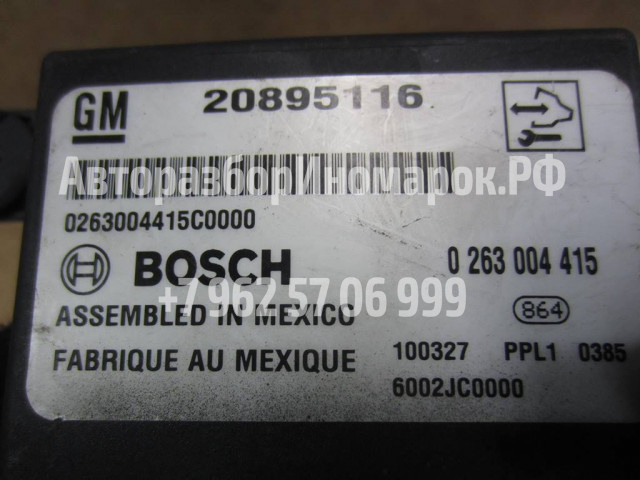 GM 20895116
АвторазборИномарок.РФ
0263004415C0000
BOSCH 0 263 004 415
+7 962 57 06 999
ASSEMBLED IN MEXICO 864
FABRIQUE AU MEXIQUE 100327 PPL1 0385
6002JC0000